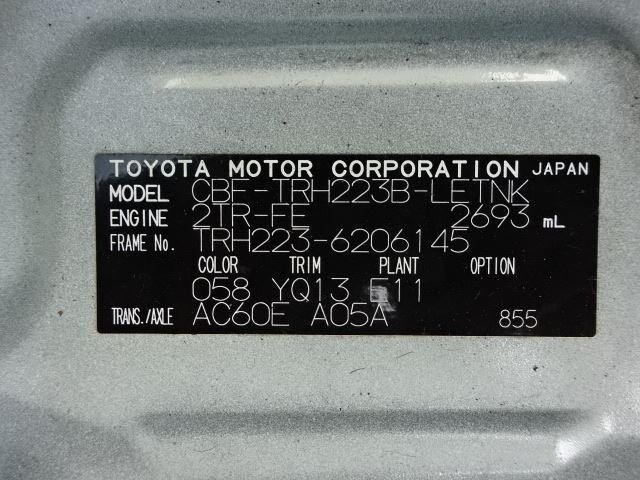 TOYOTA MOTOR CORPORATION JAPAN
MODEL CBF-TRH223B-LETNK
ENGINE 2TR-FE 2693 mL
FRAME No. TRH223-6206145
COLOR TRIM PLANT OPTION
058 YQ13 E11
TRANS./AXLE AC60E A05A 855